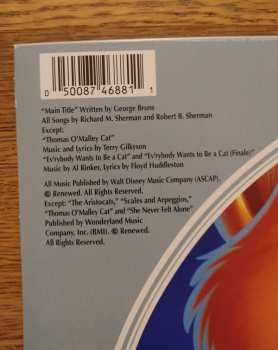 0 50087 46881 1
"Main Title" Written by George Bruns
All Songs by Richard M. Sherman and Robert B. Sherman
Except:
"Thomas O'Malley Cat"
Music and Lyrics by Terry Gilkyson
"Ev'rybody Wants to Be a Cat" and "Ev'rybody Wants to Be a Cat (Finale)"
Music by Al Rinker, Lyrics by Floyd Huddleston
All Music Published by Walt Disney Music Company (ASCAP).
© Renewed. All Rights Reserved.
Except: "The Aristocats," "Scales and Arpeggios,"
"Thomas O'Malley Cat" and "She Never Felt Alone"
Published by Wonderland Music
Company, Inc. (BMI). © Renewed.
All Rights Reserved.